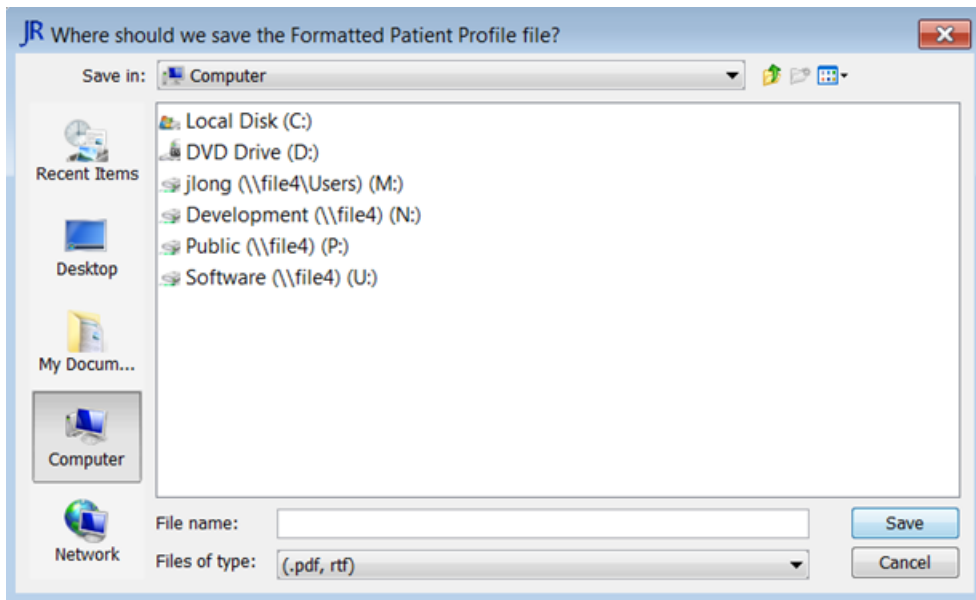 JR Where should we save the Formatted Patient Profile file?
Save in: Computer
Local Disk (C:)
DVD Drive (D:)
jlong (\\file4\Users) (M:)
Development (\\file4) (N:)
Public (\\file4) (P:)
Software (\\file4) (U:)
Recent Items
Desktop
My Docum...
Computer
Network
File name:
Save
Files of type: (.pdf, rtf)
Cancel